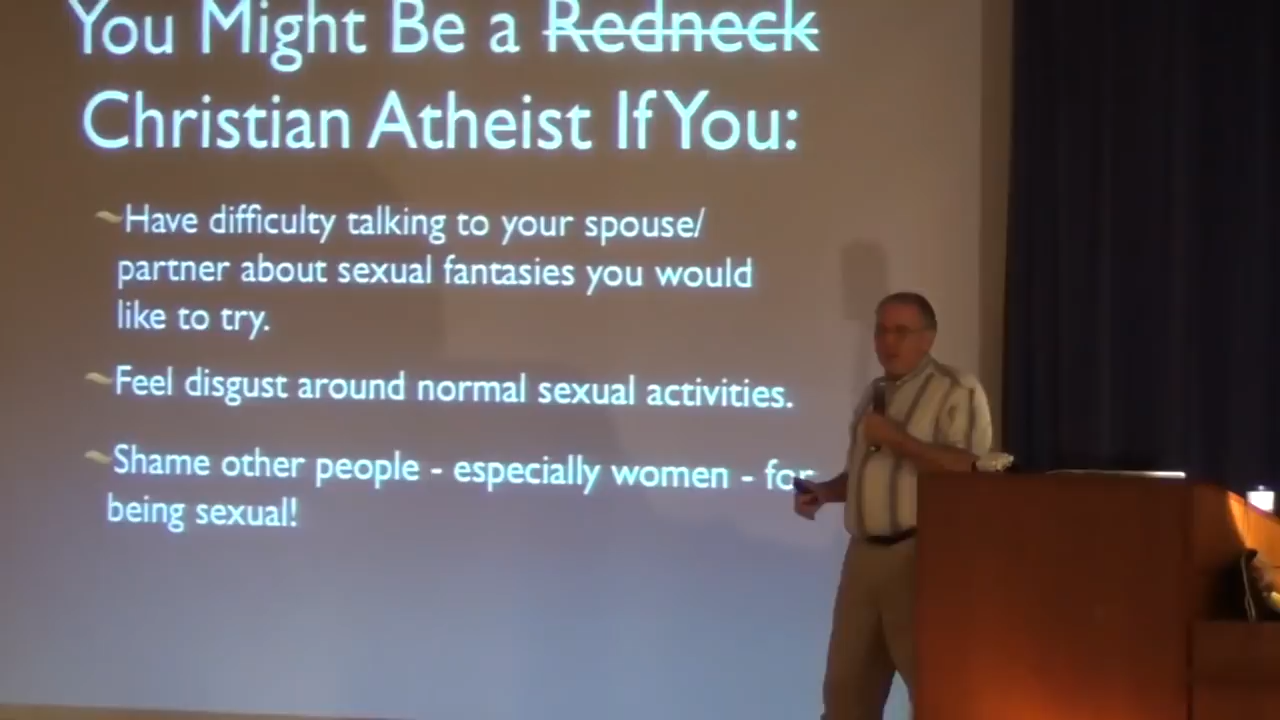 You Might Be a Redneck
Christian Atheist If You:
Have difficulty talking to your spouse/
partner about sexual fantasies you would
like to try.
Feel disgust around normal sexual activities.
Shame other people - especially women - for
being sexual!